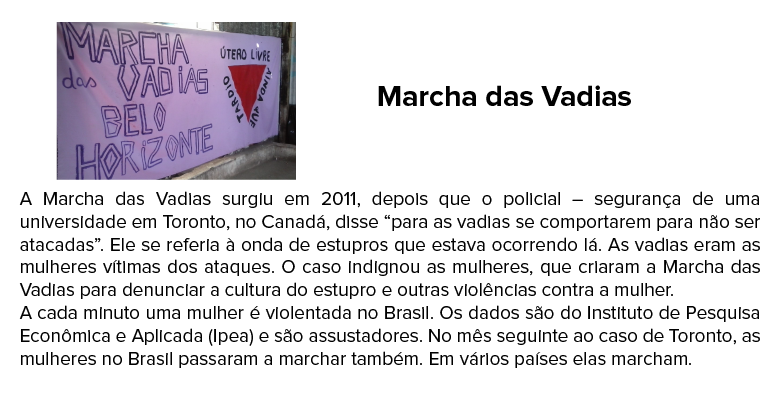 MARCHA
das VADIAS
BELO
HORIZONTE
ÚTERO LIVRE
AINDA QUE
TARDIO
Marcha das Vadias
A Marcha das Vadias surgiu em 2011, depois que o policial – segurança de uma
universidade em Toronto, no Canadá, disse “para as vadias se comportarem para não ser
atacadas”. Ele se referia à onda de estupros que estava ocorrendo lá. As vadias eram as
mulheres vítimas dos ataques. O caso indignou as mulheres, que criaram a Marcha das
Vadias para denunciar a cultura do estupro e outras violências contra a mulher.
A cada minuto uma mulher é violentada no Brasil. Os dados são do Instituto de Pesquisa
Econômica e Aplicada (Ipea) e são assustadores. No mês seguinte ao caso de Toronto, as
mulheres no Brasil passaram a marchar também. Em vários países elas marcham.